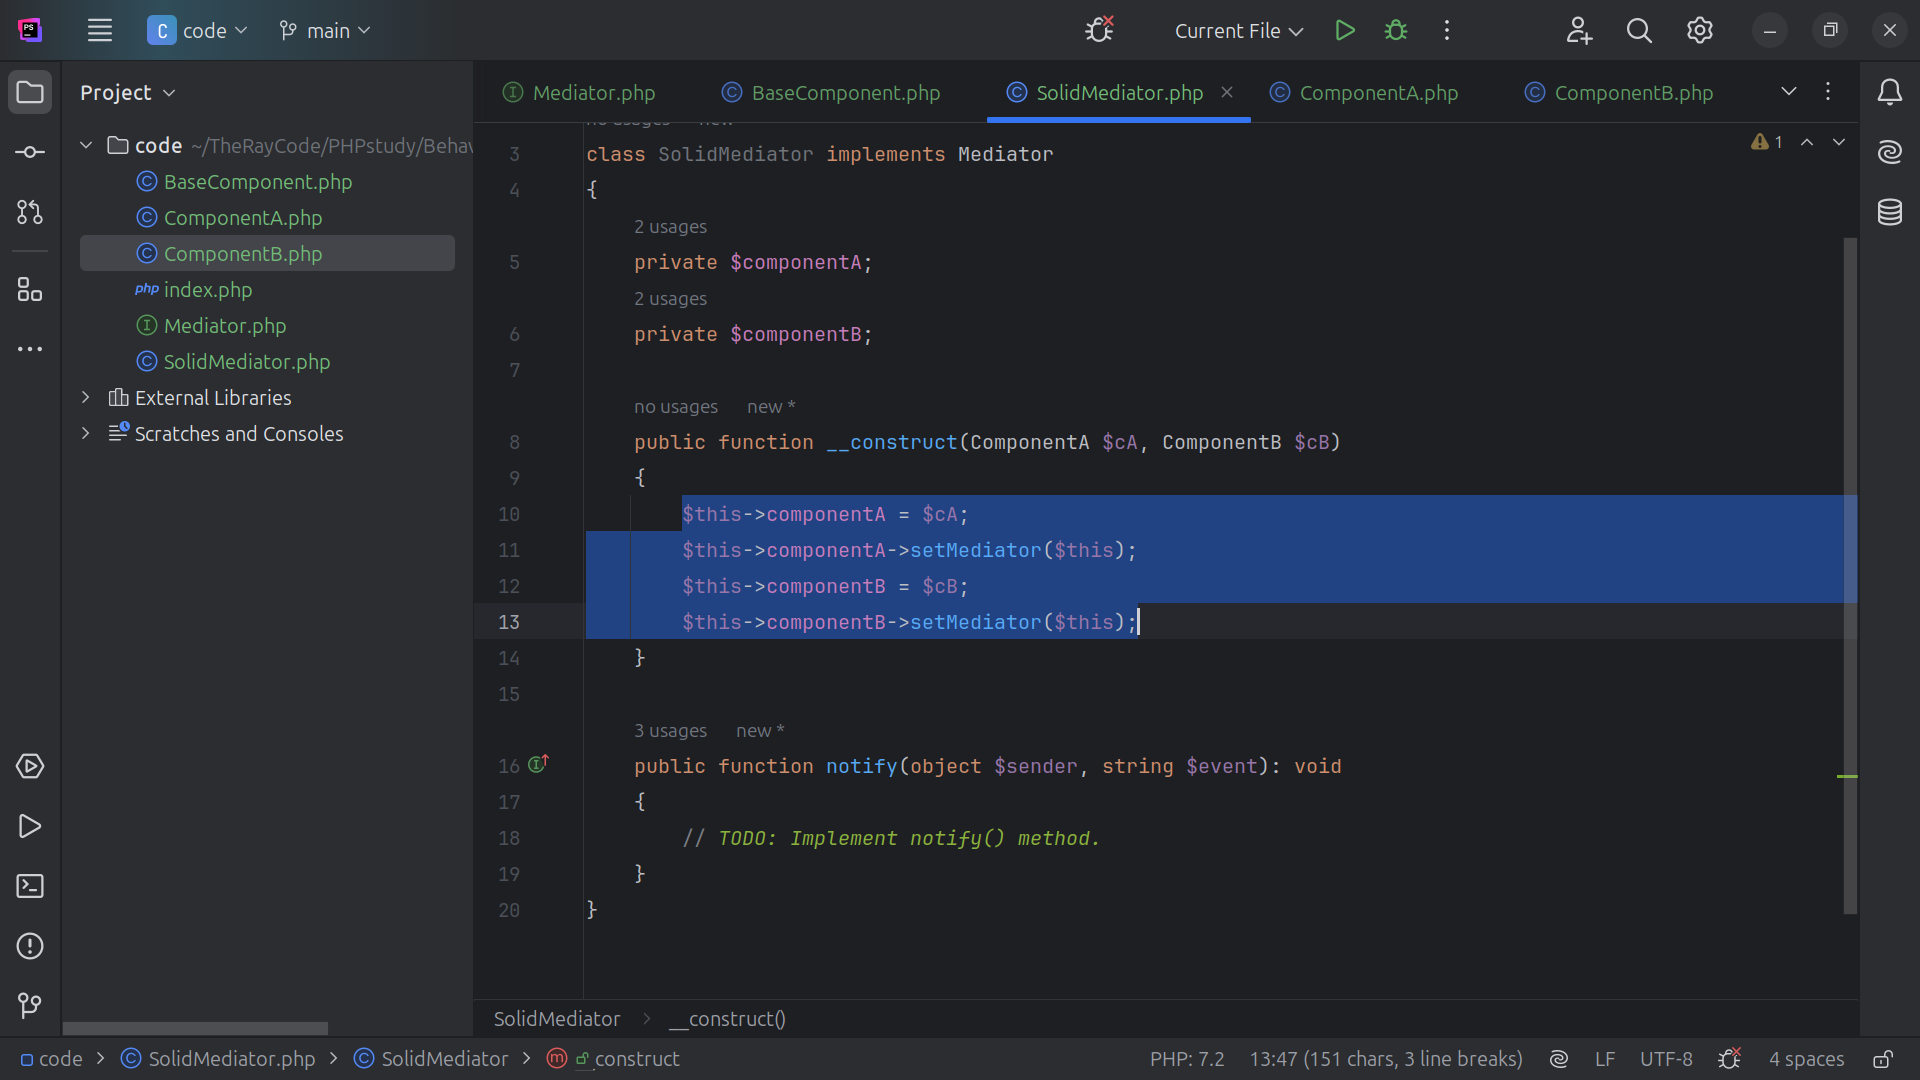 PS
C code
main
Current File
Project
Mediator.php
BaseComponent.php
SolidMediator.php
ComponentA.php
ComponentB.php
code ~/TheRayCode/PHPstudy/Behav
BaseComponent.php
ComponentA.php
ComponentB.php
php index.php
Mediator.php
SolidMediator.php
External Libraries
Scratches and Consoles
no usages new *
1
3 class SolidMediator implements Mediator
4 {
2 usages
5 private $componentA;
2 usages
6 private $componentB;
7
no usages new *
8 public function __construct(ComponentA $cA, ComponentB $cB)
9 {
10 $this->componentA = $cA;
11 $this->componentA->setMediator($this);
12 $this->componentB = $cB;
13 $this->componentB->setMediator($this);
14 }
15
3 usages new *
16 public function notify(object $sender, string $event): void
17 {
18 // TODO: Implement notify() method.
19 }
20 }
SolidMediator > __construct()
code > SolidMediator.php > SolidMediator > __construct
PHP: 7.2 13:47 (151 chars, 3 line breaks) LF UTF-8 4 spaces